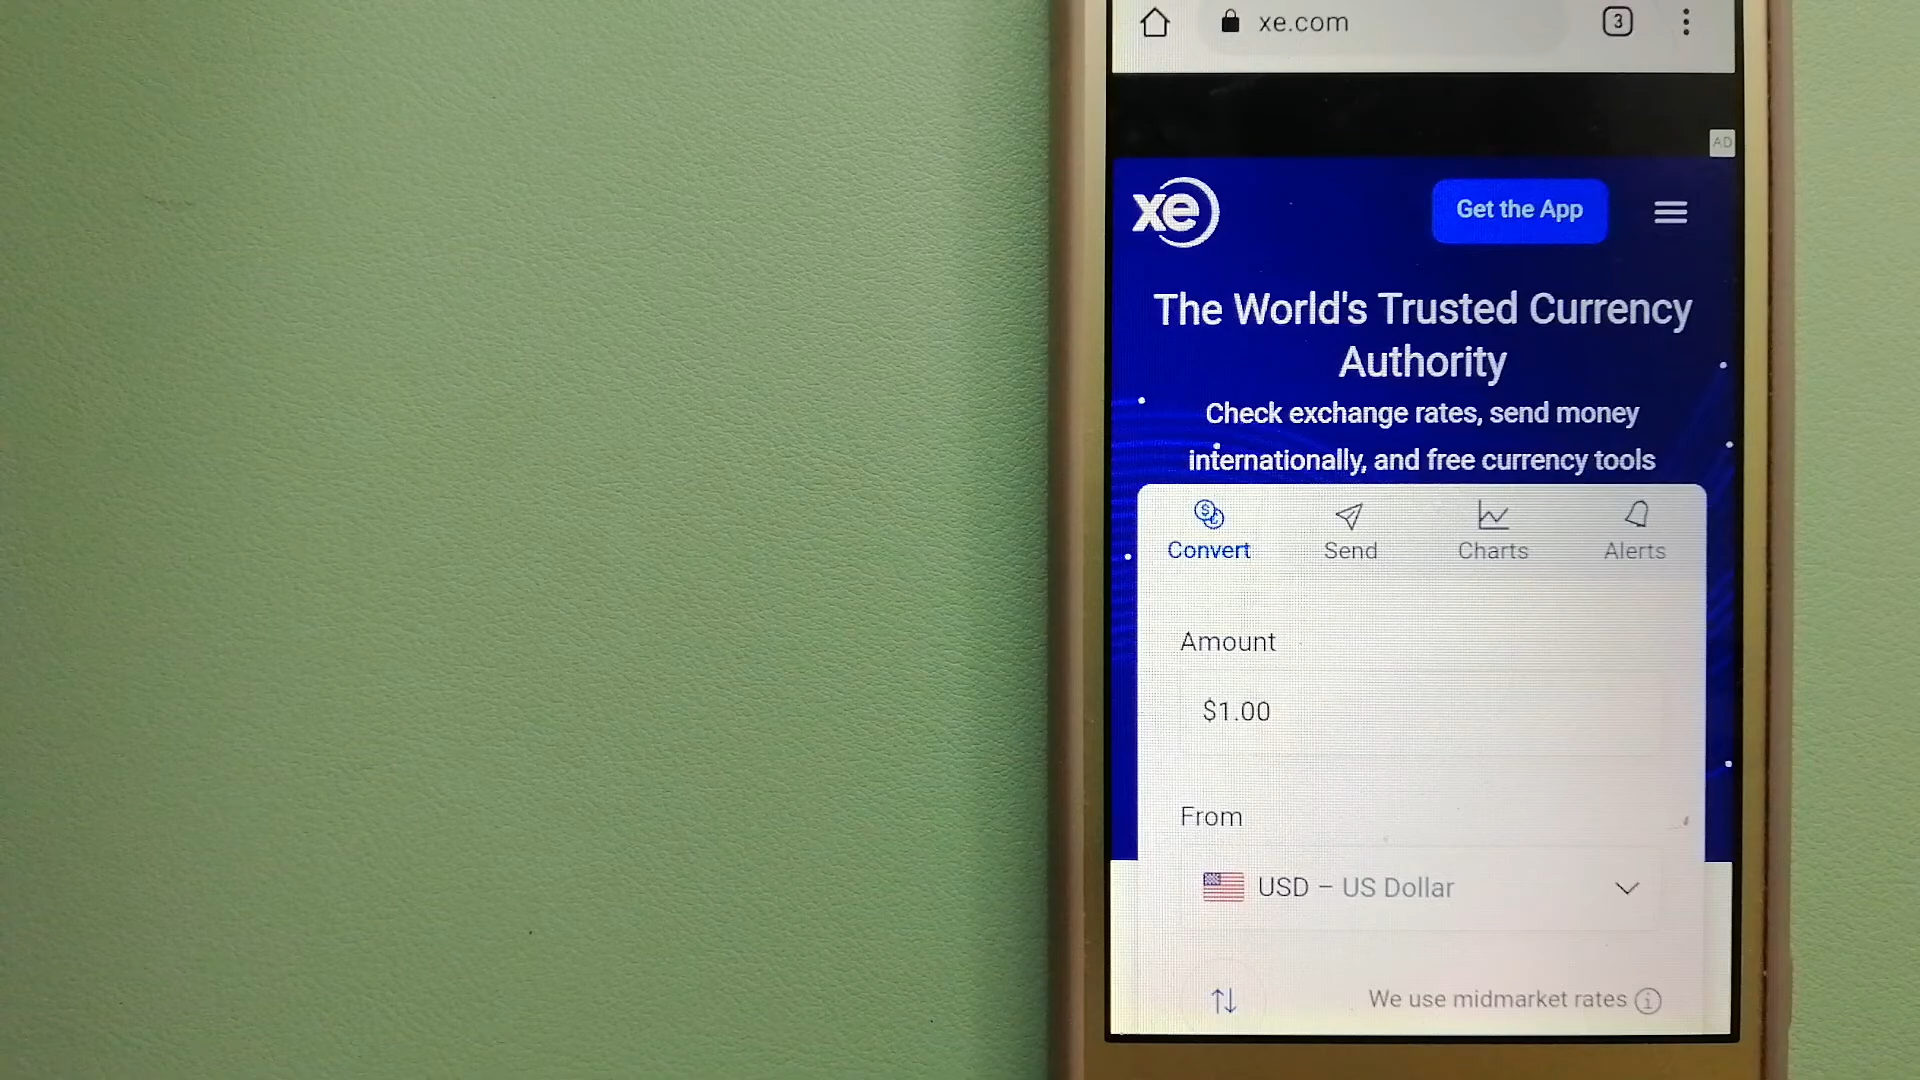 xe.com
3
AD
xe
Get the App
The World's Trusted Currency
Authority
Check exchange rates, send money
internationally, and free currency tools
Convert
Send
Charts
Alerts
Amount
$1.00
From
USD – US Dollar
We use midmarket rates